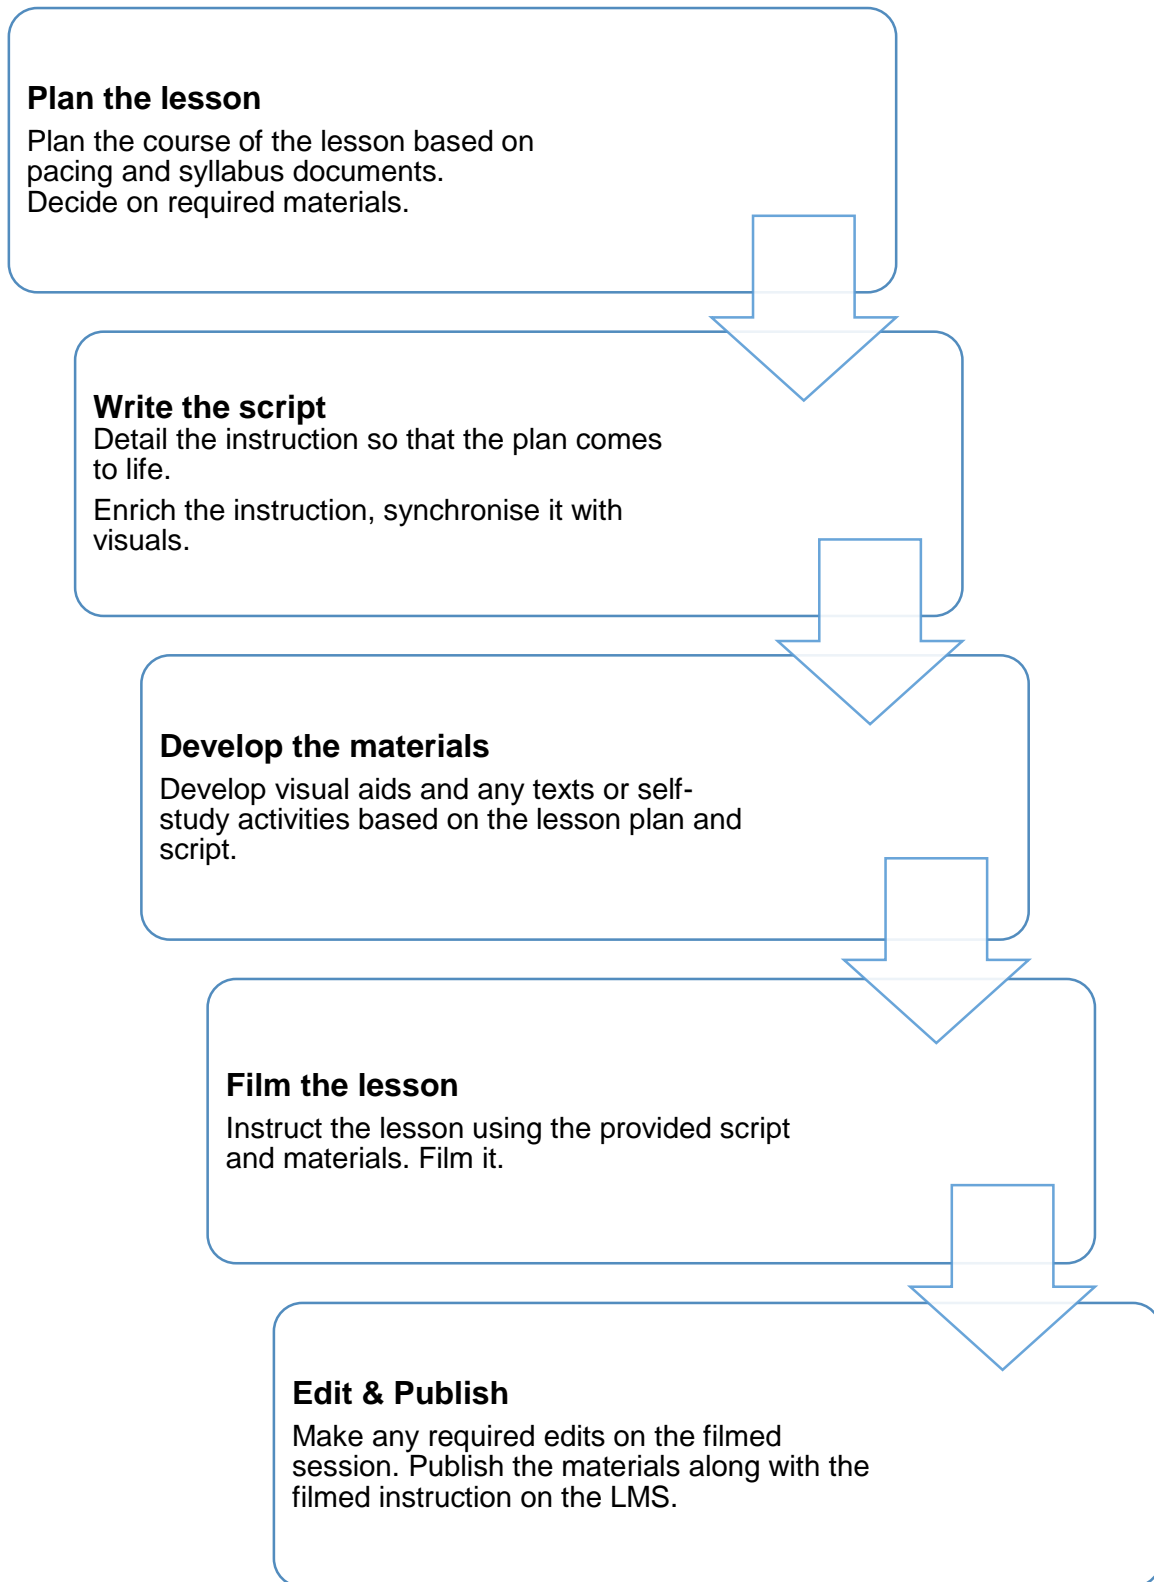 Plan the lesson
Plan the course of the lesson based on
pacing and syllabus documents.
Decide on required materials.
Write the script
Detail the instruction so that the plan comes
to life.
Enrich the instruction, synchronise it with
visuals.
Develop the materials
Develop visual aids and any texts or self-
study activities based on the lesson plan and
script.
Film the lesson
Instruct the lesson using the provided script
and materials. Film it.
Edit & Publish
Make any required edits on the filmed
session. Publish the materials along with the
filmed instruction on the LMS.